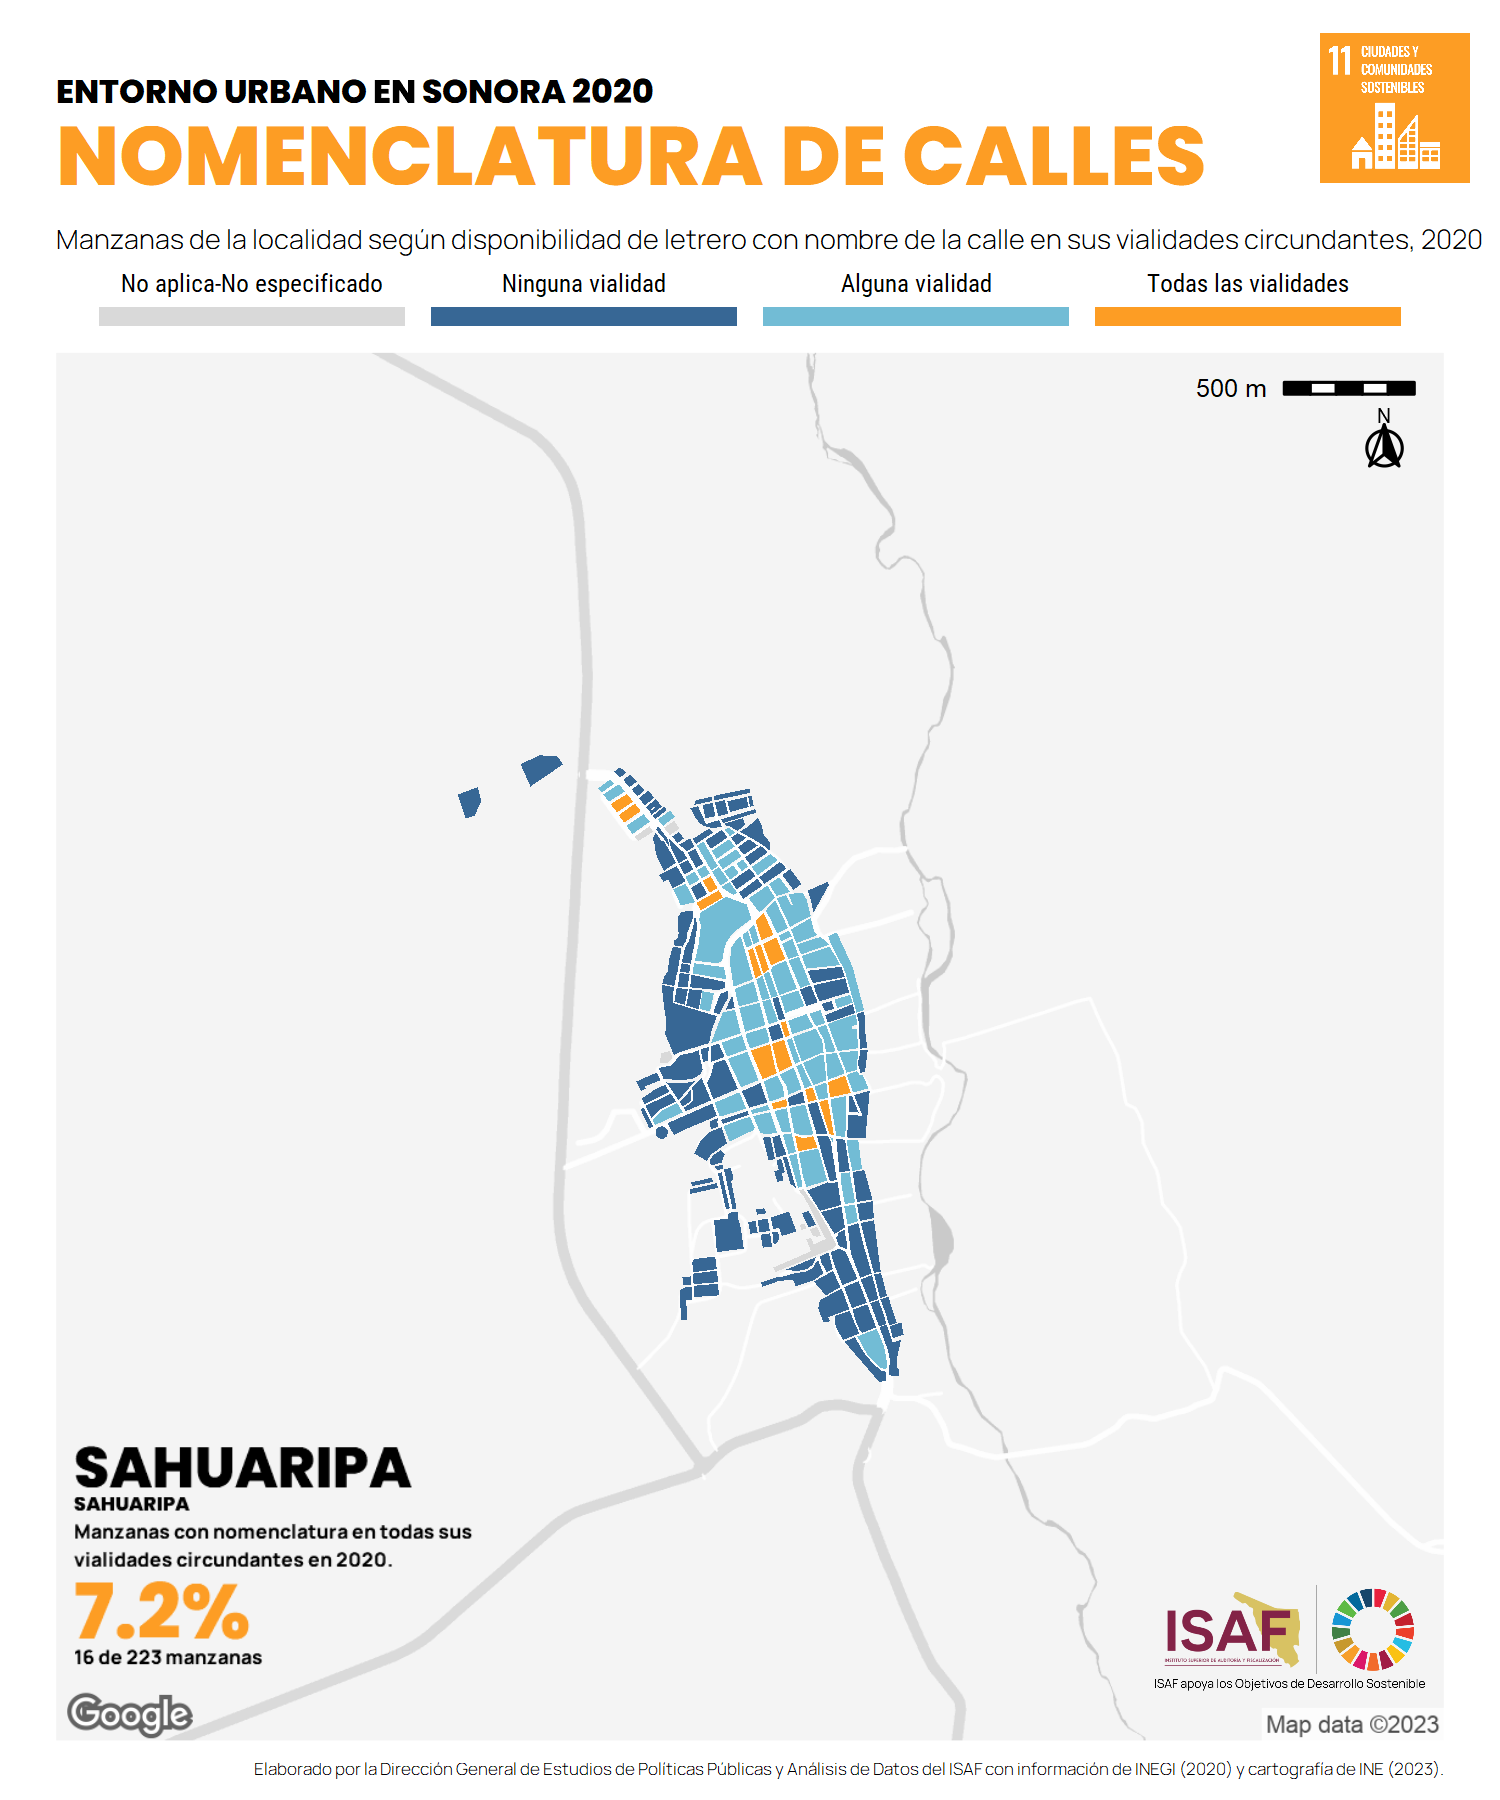 11 CIUDADES Y
COMUNIDADES
SOSTENIBLES
ENTORNO URBANO EN SONORA 2020
NOMENCLATURA DE CALLES
Manzanas de la localidad según disponibilidad de letrero con nombre de la calle en sus vialidades circundantes, 2020
No aplica-No especificado Ninguna vialidad Alguna vialidad Todas las vialidades
500 m
N
SAHUARIPA
SAHUARIPA
Manzanas con nomenclatura en todas sus
vialidades circundantes en 2020.
7.2%
16 de 223 manzanas
ISAF
INSTITUTO SUPERIOR DE AUDITORÍA Y FISCALIZACIÓN
ISAF apoya los Objetivos de Desarrollo Sostenible
Google
Map data ©2023
Elaborado por la Dirección General de Estudios de Políticas Públicas y Análisis de Datos del ISAF con información de INEGI (2020) y cartografía de INE (2023).